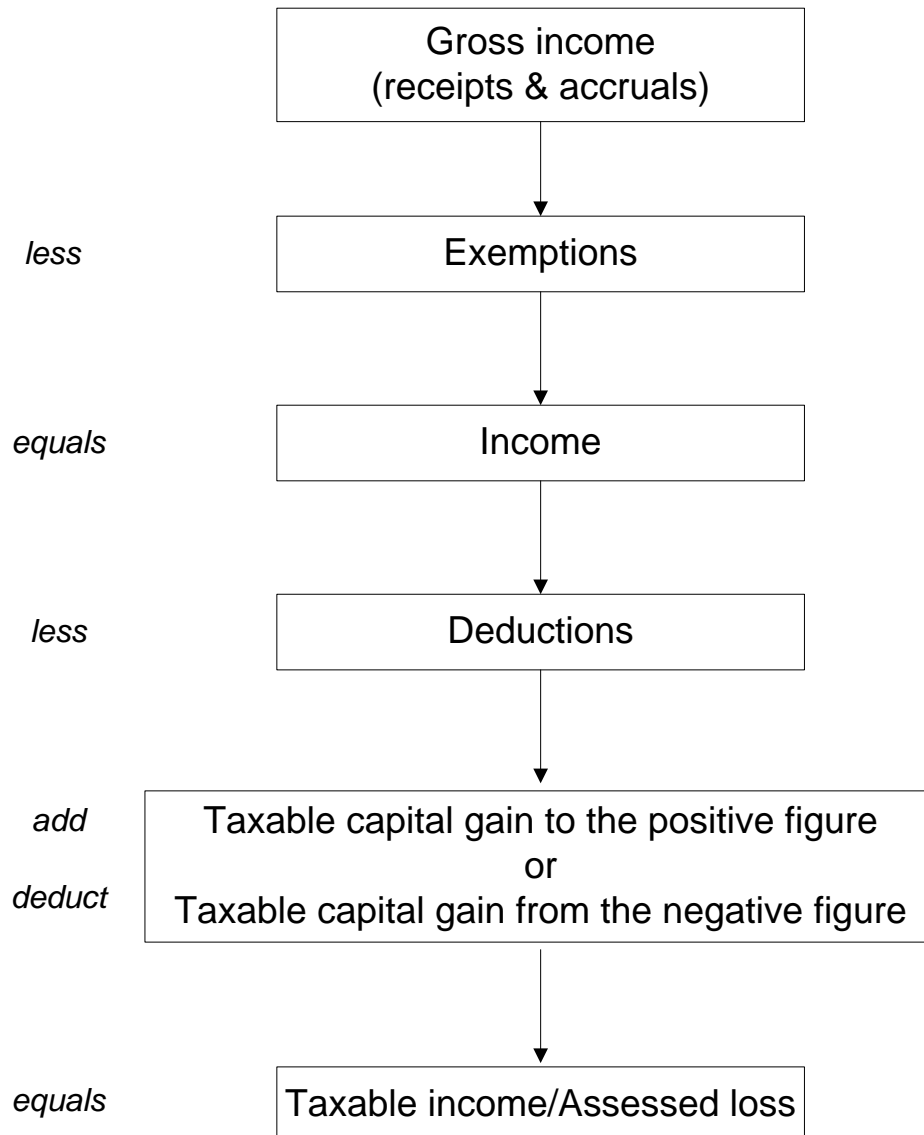 Gross income
(receipts & accruals)
less
Exemptions
equals
Income
less
Deductions
add
Taxable capital gain to the positive figure
or
deduct
Taxable capital gain from the negative figure
equals
Taxable income/Assessed loss